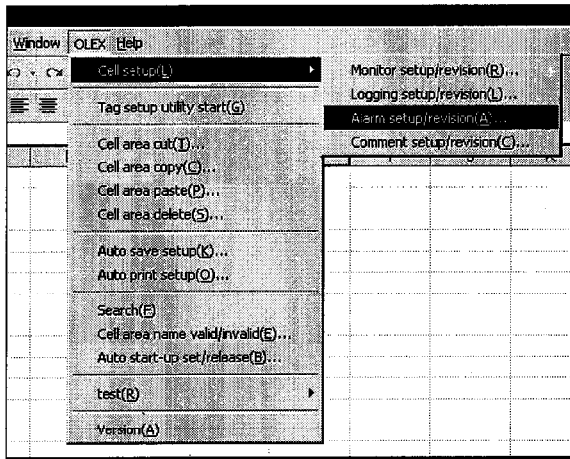 Window OLEX Help
Cell setup(L)
Tag setup utility start(G)
Cell area cut(T)...
Cell area copy(C)...
Cell area paste(P)...
Cell area delete(S)...
Auto save setup(K)...
Auto print setup(O)...
Search(F)
Cell area name valid/invalid(E)...
Auto start-up set/release(B)...
test(R)
Version(A)
Monitor setup/revision(R)...
Logging setup/revision(L)...
Alarm setup/revision(A)...
Comment setup/revision(C)...